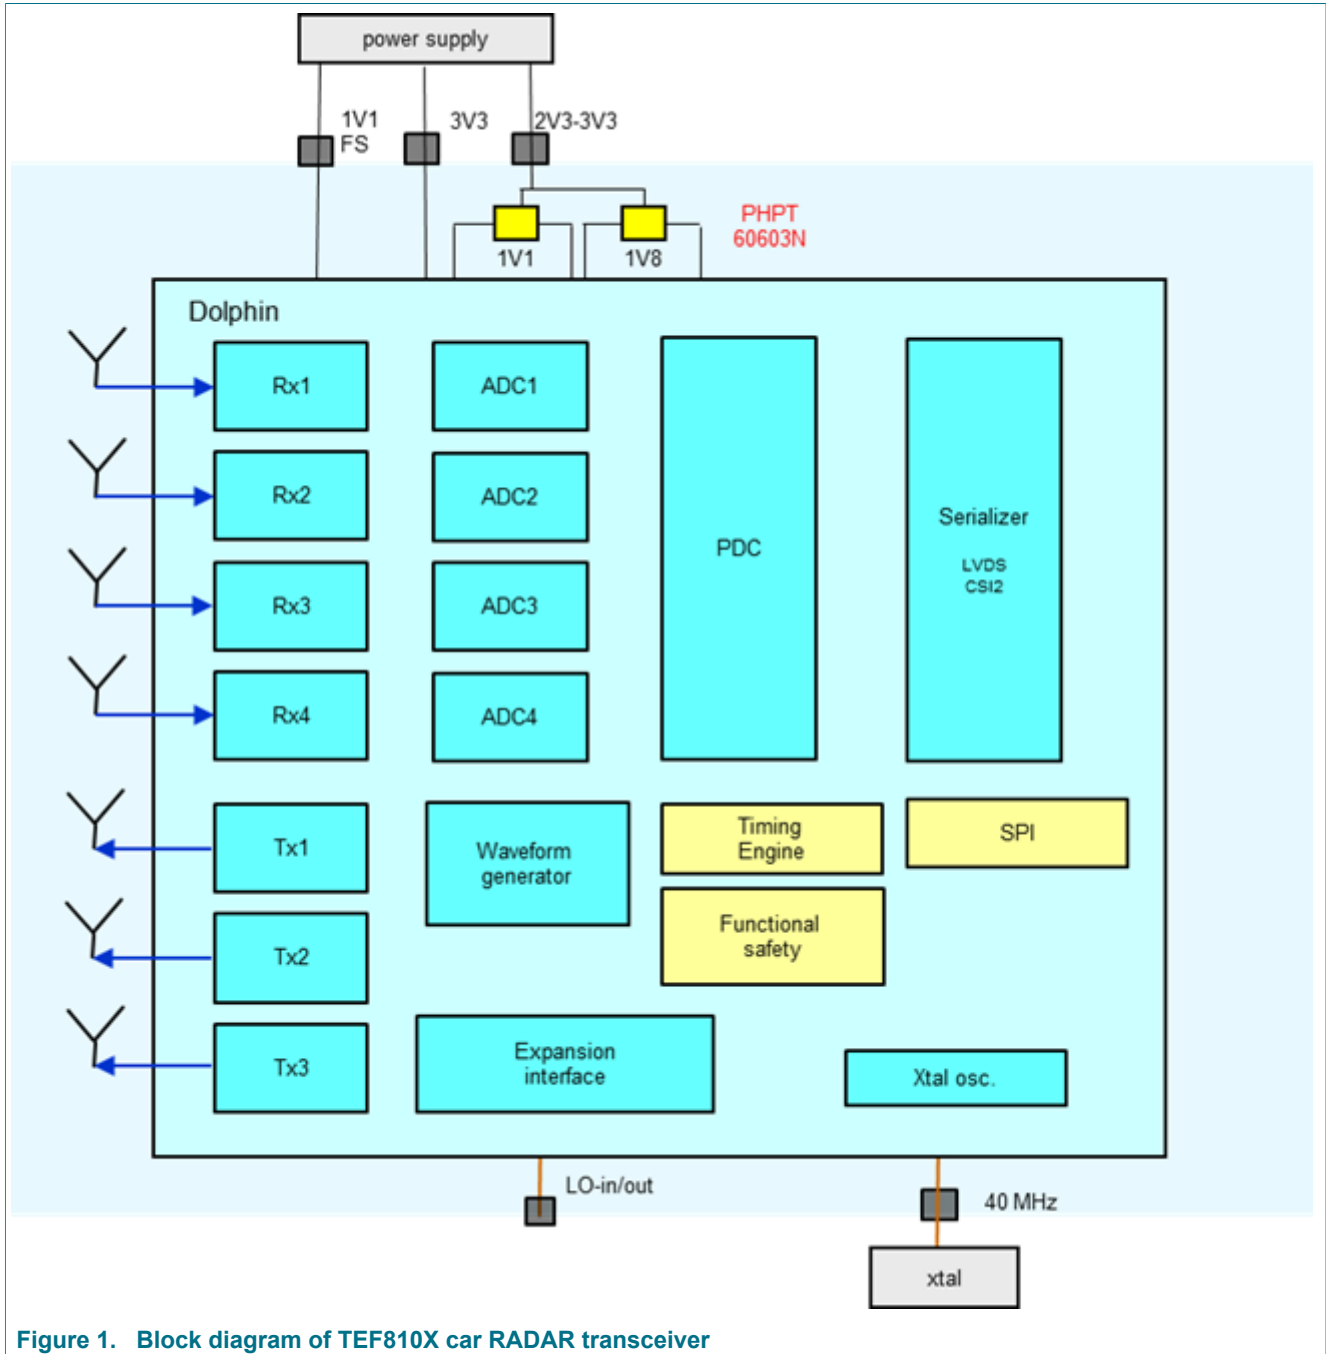 power supply
1V1
FS
3V3
2V3-3V3
PHPT
60603N
1V1
1V8
Dolphin
Rx1
ADC1
Rx2
ADC2
Rx3
ADC3
Rx4
ADC4
PDC
Serializer
LVDS
CSI2
Tx1
Waveform
generator
Timing
Engine
SPI
Functional
safety
Tx2
Tx3
Expansion
interface
Xtal osc.
LO-in/out
40 MHz
xtal
Figure 1. Block diagram of TEF810X car RADAR transceiver